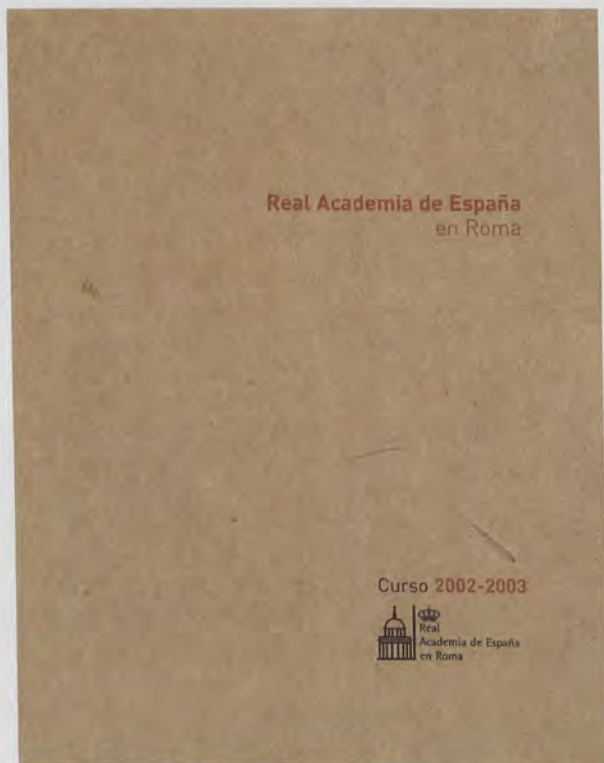 Real Academia de España
en Roma
Curso 2002-2003
Real
Academia de España
en Roma